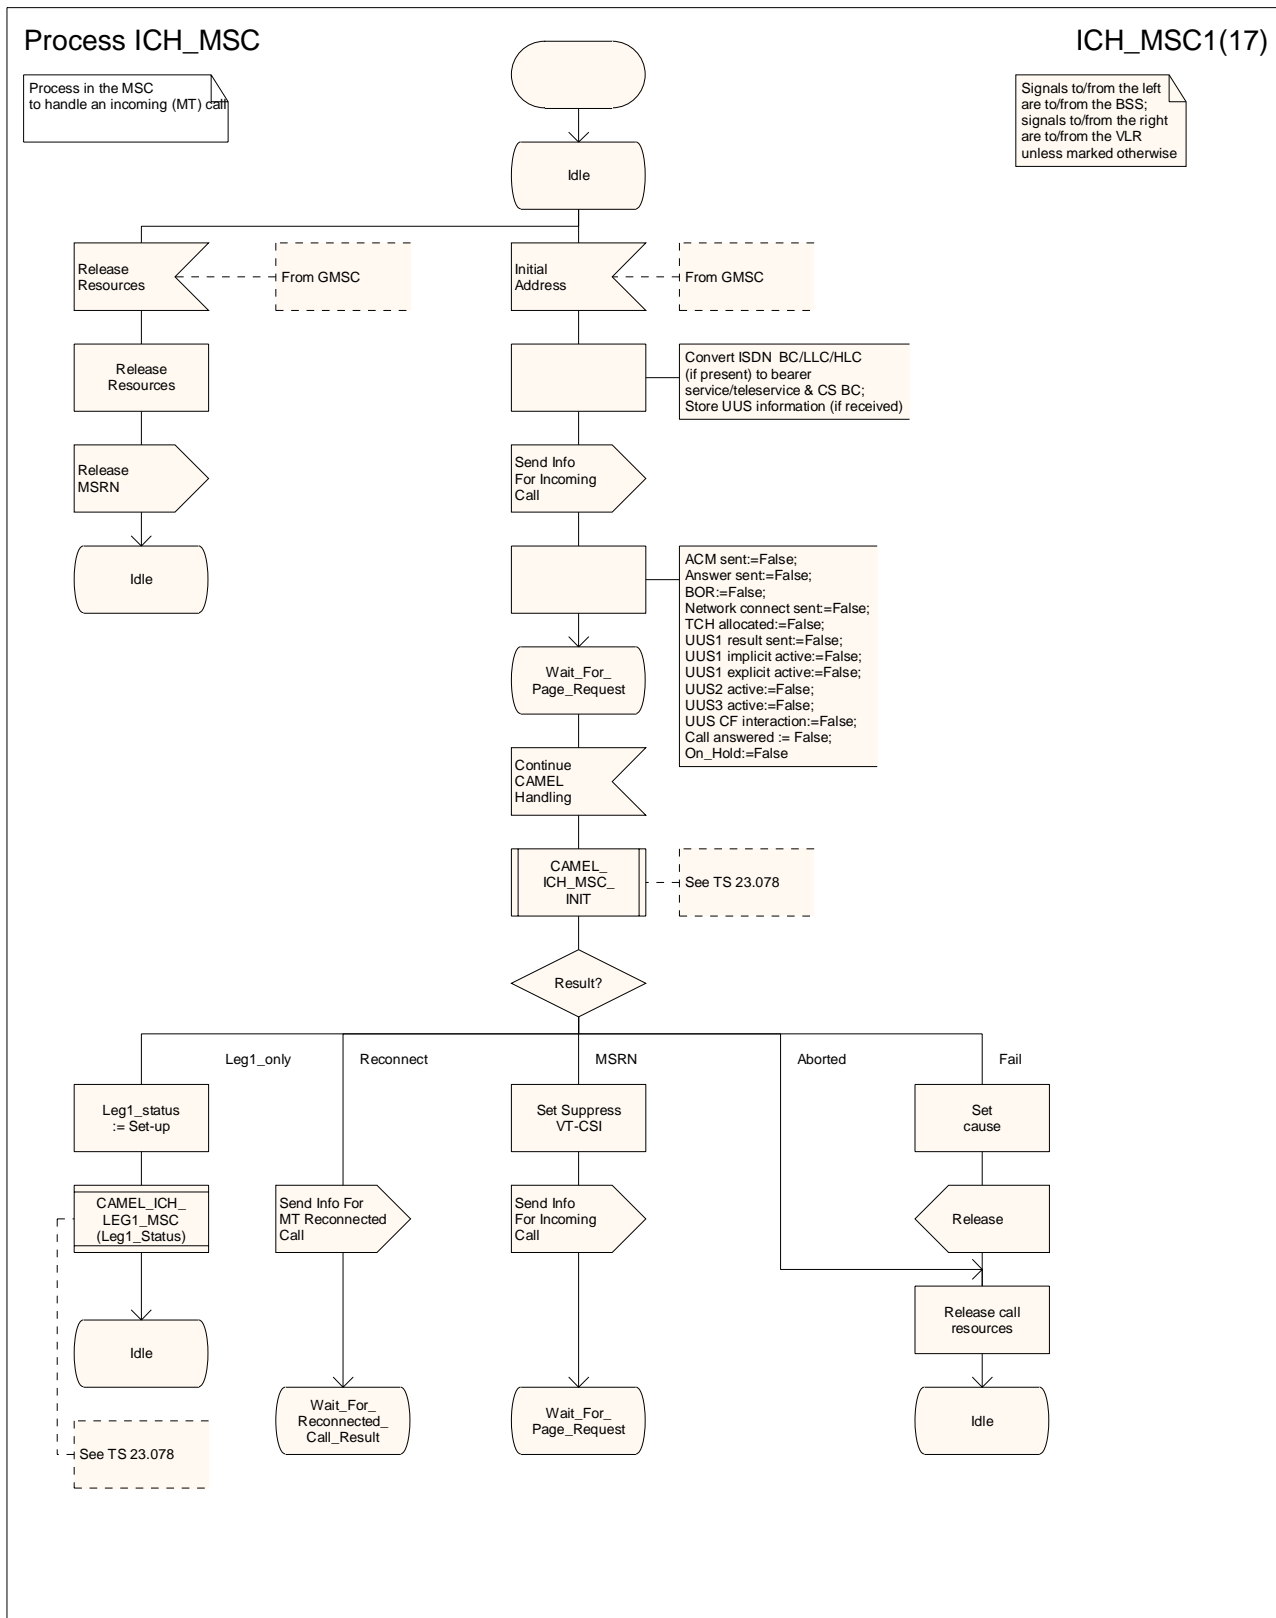 Process ICH_MSC
ICH_MSC1(17)
Process in the MSC
to handle an incoming (MT) call
Signals to/from the left
are to/from the BSS;
signals to/from the right
are to/from the VLR
unless marked otherwise
Idle
Release
Resources
From GMSC
Initial
Address
From GMSC
Release
Resources
Convert ISDN BC/LLC/HLC
(if present) to bearer
service/teleservice & CS BC;
Store UUS information (if received)
Release
MSRN
Send Info
For Incoming
Call
Idle
ACM sent:=False;
Answer sent:=False;
BOR:=False;
Network connect sent:=False;
TCH allocated:=False;
UUS1 result sent:=False;
UUS1 implicit active:=False;
UUS1 explicit active:=False;
UUS2 active:=False;
UUS3 active:=False;
UUS CF interaction:=False;
Call answered := False;
On_Hold:=False
Wait_For_
Page_Request
Continue
CAMEL
Handling
CAMEL_
ICH_MSC_
INIT
See TS 23.078
Result?
Leg1_only
Reconnect
MSRN
Aborted
Fail
Leg1_status
:= Set-up
Set Suppress
VT-CSI
Set
cause
CAMEL_ICH_
LEG1_MSC
(Leg1_Status)
Send Info For
MT Reconnected
Call
Send Info
For Incoming
Call
Release
Release call
resources
Idle
Wait_For_
Reconnected_
Call_Result
Wait_For_
Page_Request
Idle
See TS 23.078